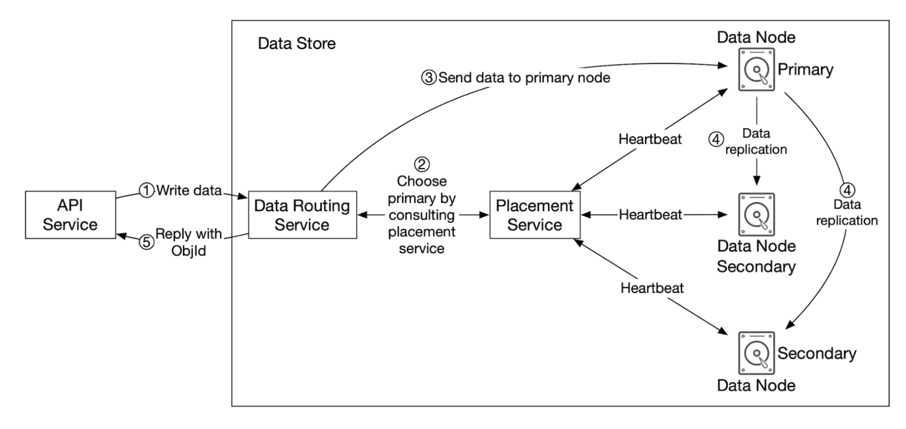 Data Store
Data Node
Primary
③Send data to primary node
Heartbeat
④ Data
replication
①Write data
②
Choose
primary by
consulting
placement
service
API
Service
Data Routing
Service
Placement
Service
Heartbeat
④
Data
replication
⑤ Reply with
ObjId
Data Node
Secondary
Heartbeat
Secondary
Data Node